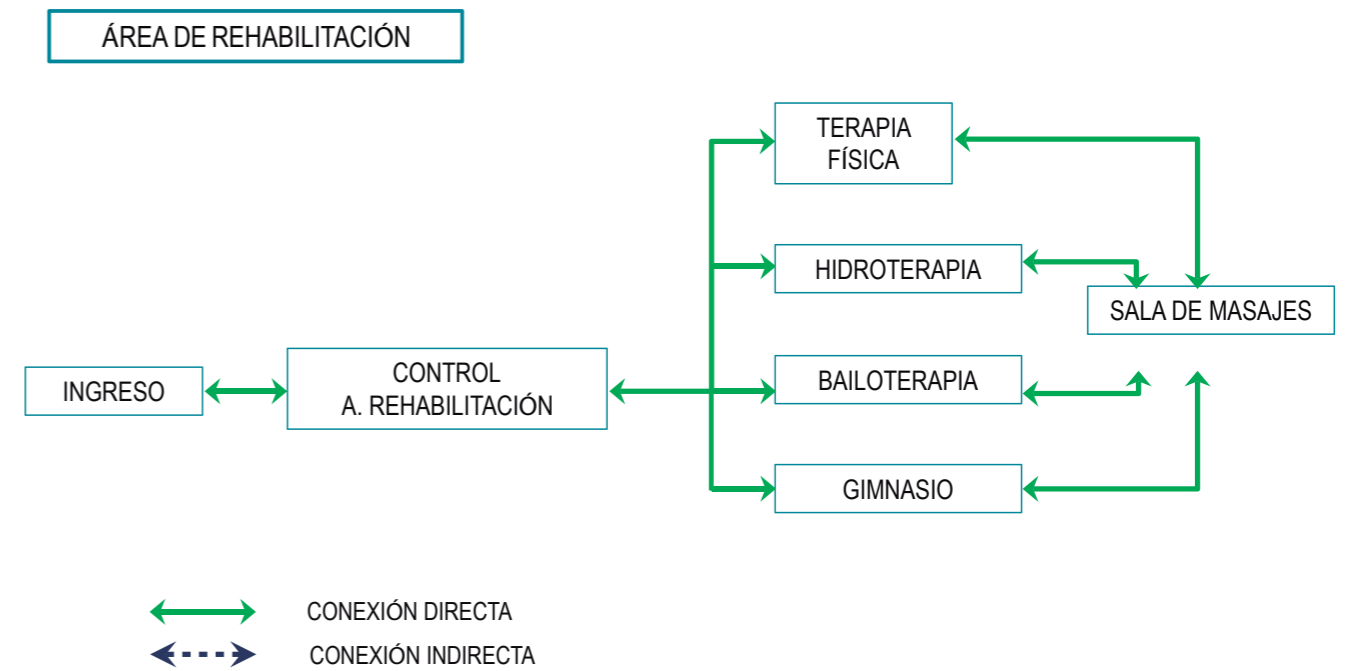 ÁREA DE REHABILITACIÓN
TERAPIA
FÍSICA
HIDROTERAPIA
SALA DE MASAJES
INGRESO
CONTROL
A. REHABILITACIÓN
BAILOTERAPIA
GIMNASIO
CONEXIÓN DIRECTA
CONEXIÓN INDIRECTA